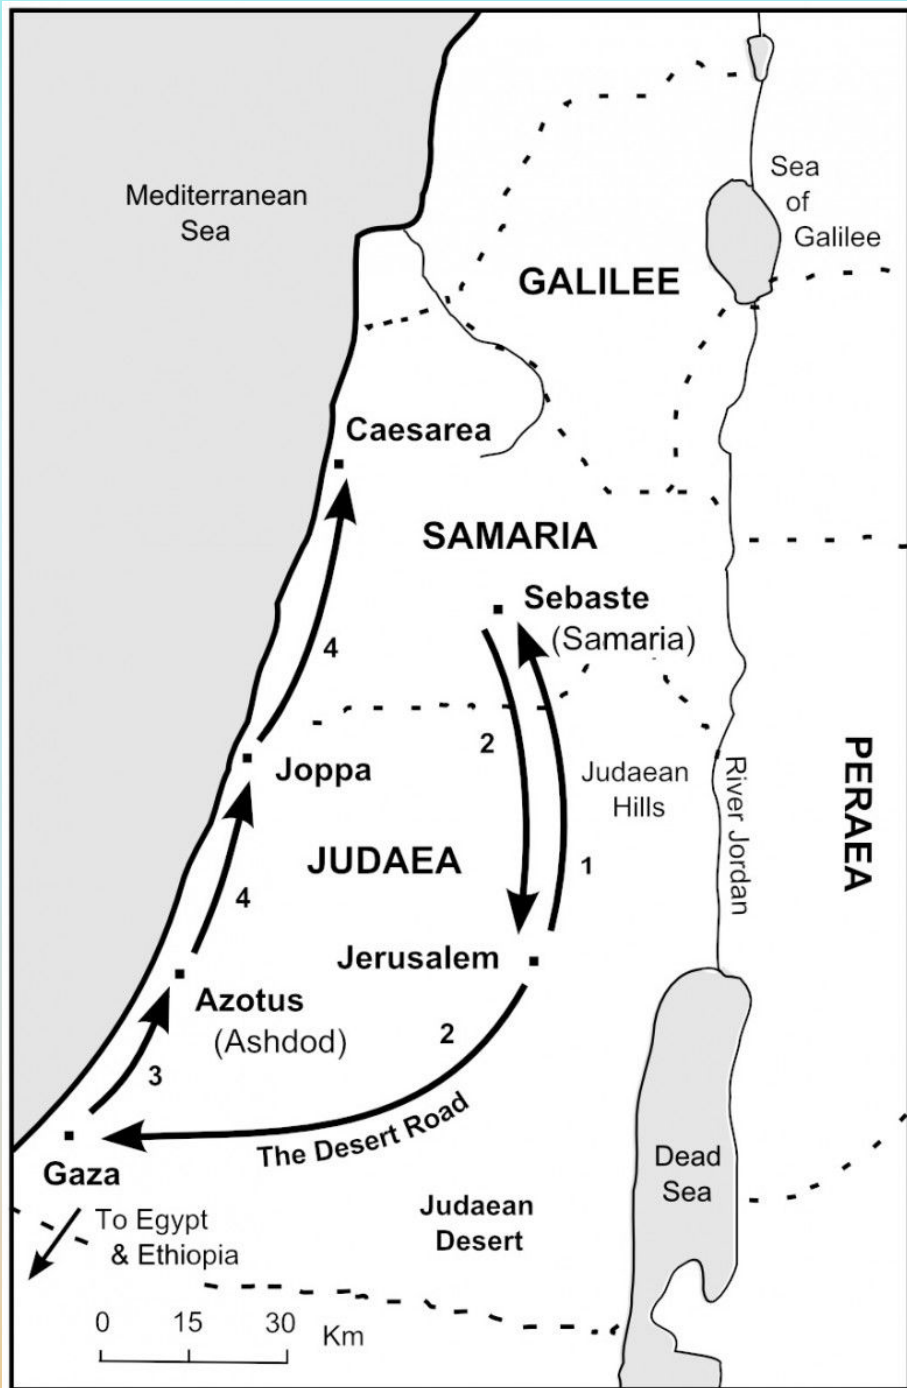 Mediterranean
Sea
Sea
of
Galilee
GALILEE
Caesarea
SAMARIA
Sebaste
(Samaria)
4
2
Joppa
Judaean
Hills
River Jordan
PERAEA
JUDAEA
1
4
Jerusalem
Azotus
(Ashdod)
2
3
The Desert Road
Gaza
Dead
Sea
To Egypt
& Ethiopia
Judaean
Desert
0 15 30 Km